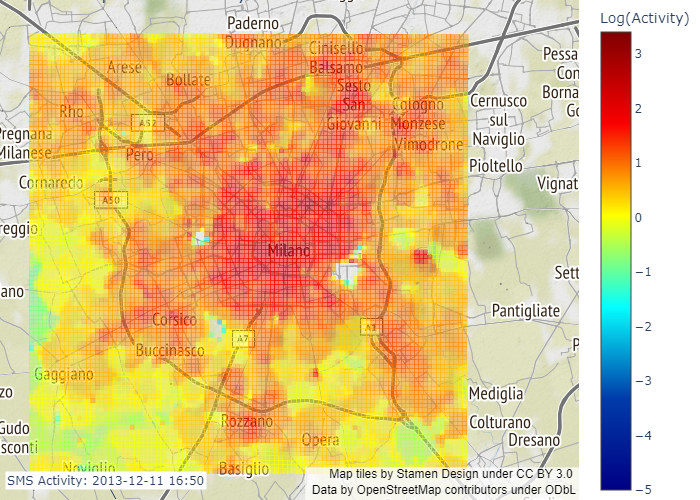 Paderno
Dugnano
Cinisello
Balsamo
Log(Activity)
Arese
Bollate
Sesto
San
Giovanni
Pessa
Con
Borna
Go
Rho
A52
Cologno
Monzese
Cernusco
sul
Naviglio
Pregnana
Milanese
Pero
Vimodrone
Pioltello
Cornaredo
A50
Vignat
reggio
Milano
Sett
ano
Corsico
A7
A1
Pantigliate
P
Buccinasco
Gaggiano
zo
Mediglia
Rozzano
Colturano
Dresano
Gudo
sconti
Opera
Noviglio
Basiglio
SMS Activity: 2013-12-11 16:50
Map tiles by Stamen Design under CC BY 3.0
Data by OpenStreetMap contributors under ODbL
3
2
1
0
−1
−2
−3
−4
−5